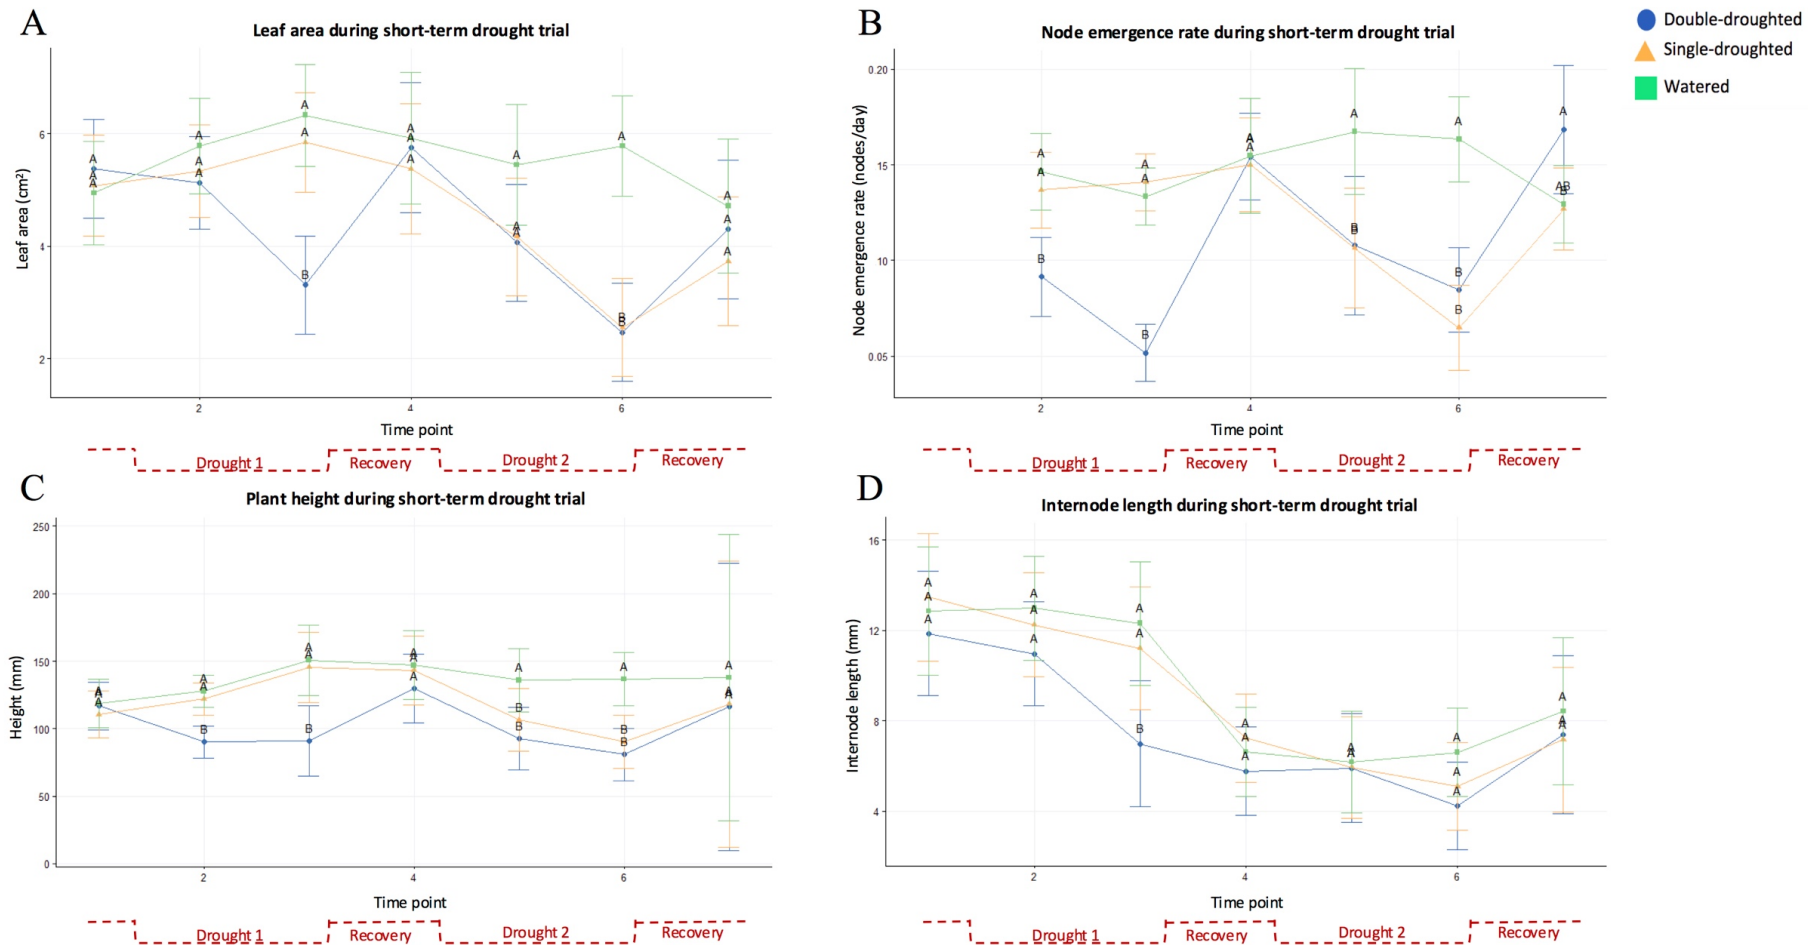 A
Leaf area during short-term drought trial
Leaf area (cm²)
6
4
2
A A A A A A A A A A A A A A A A A A
B B B
2 4 6
Time point
Drought 1 Recovery Drought 2 Recovery
B
Node emergence rate during short-term drought trial
Node emergence rate (nodes/day)
0.20
15
10
0.05
A A A A A A A A A A
B B B B B B
AB B
2 4 6
Time point
Drought 1 Recovery Drought 2 Recovery
Double-droughted
Single-droughted
Watered
C
Plant height during short-term drought trial
Height (mm)
250
200
150
100
50
0
A A A A A A A A A A A A A A A
B B B B B B
2 4 6
Time point
Drought 1 Recovery Drought 2 Recovery
D
Internode length during short-term drought trial
Internode length (mm)
16
12
8
4
A A A A A A A A A A A A A A A A A A A
B
2 4 6
Time point
Drought 1 Recovery Drought 2 Recovery